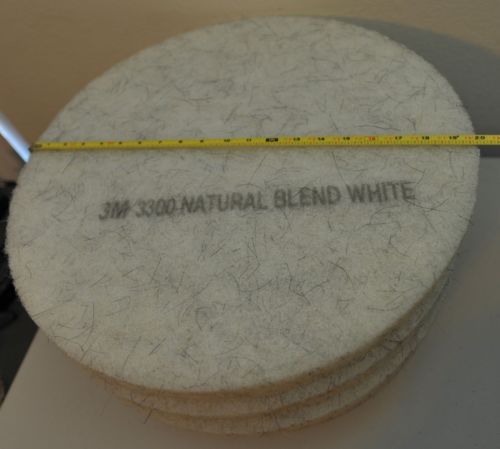 3M 3300 NATURAL BLEND WHITE